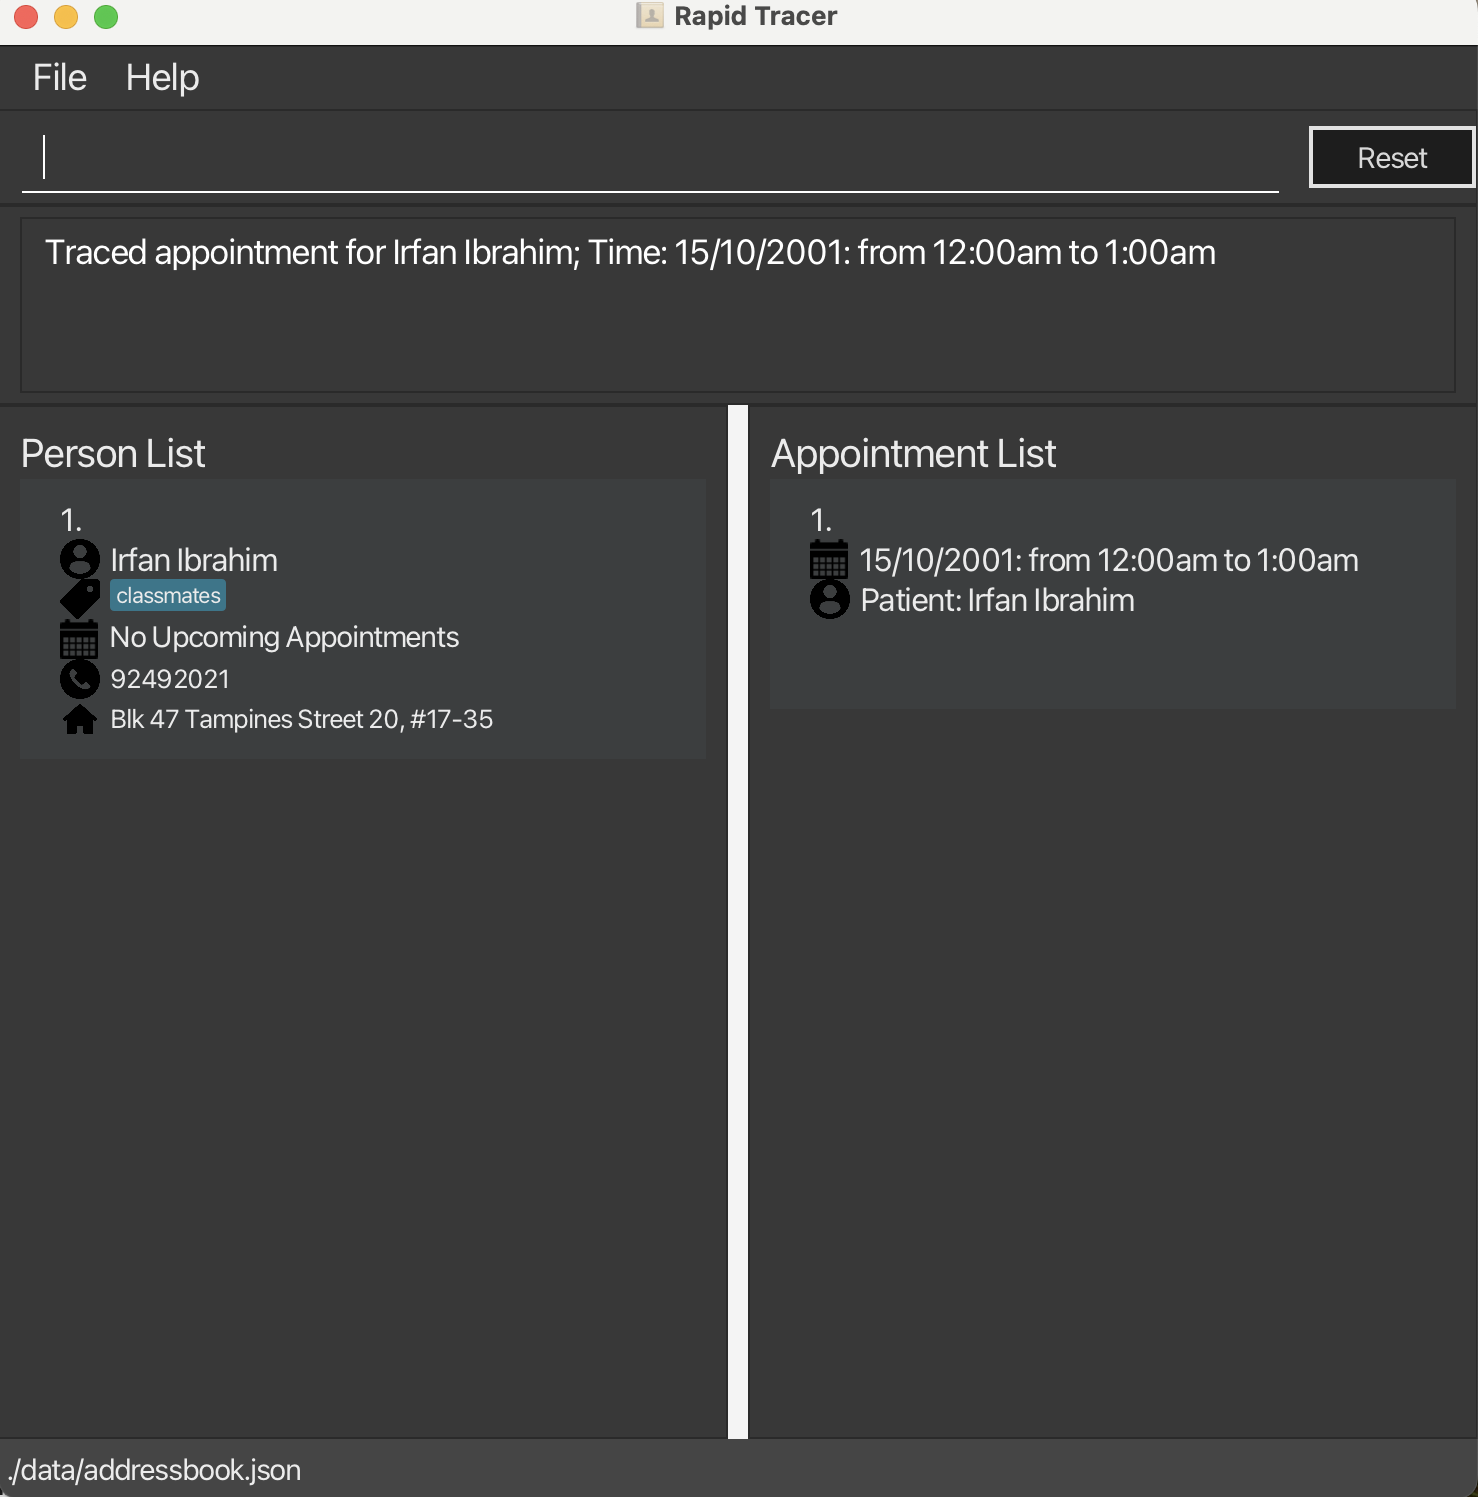 Rapid Tracer
File Help
Reset
Traced appointment for Irfan Ibrahim; Time: 15/10/2001: from 12:00am to 1:00am
Person List
1.
Irfan Ibrahim
classmates
No Upcoming Appointments
92492021
Blk 47 Tampines Street 20, #17-35
Appointment List
1.
15/10/2001: from 12:00am to 1:00am
Patient: Irfan Ibrahim
./data/addressbook.json